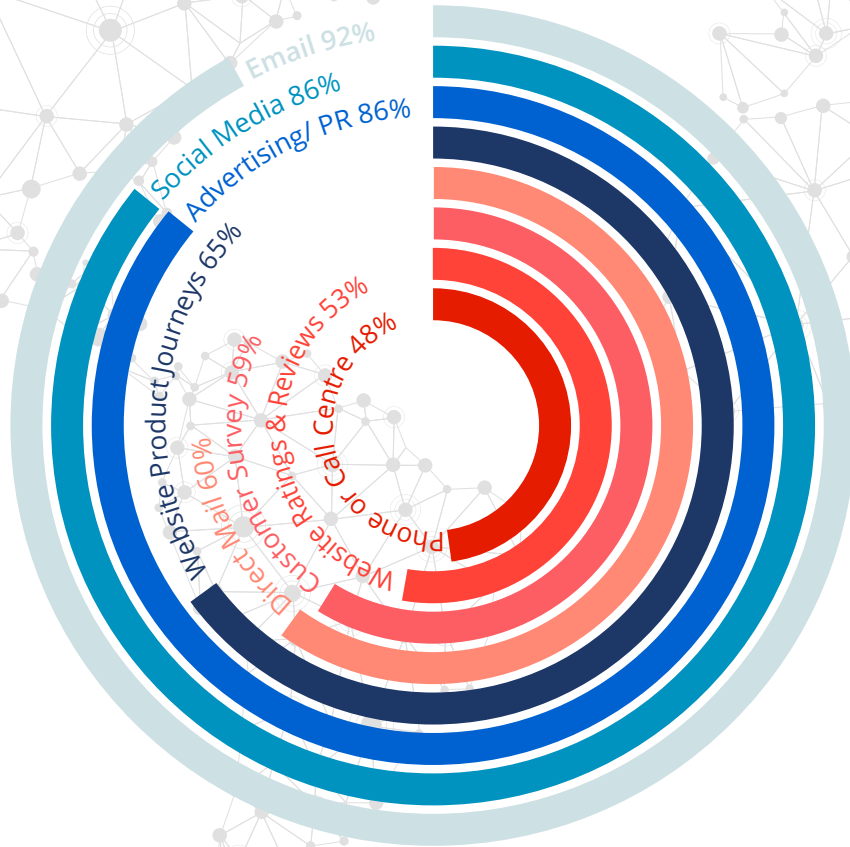 Email 92%
Social Media 86%
Advertising/ PR 86%
Website Product Journeys 65%
Direct Mail 60%
Customer Survey 59%
Website Ratings & Reviews 53%
Phone or Call Centre 48%